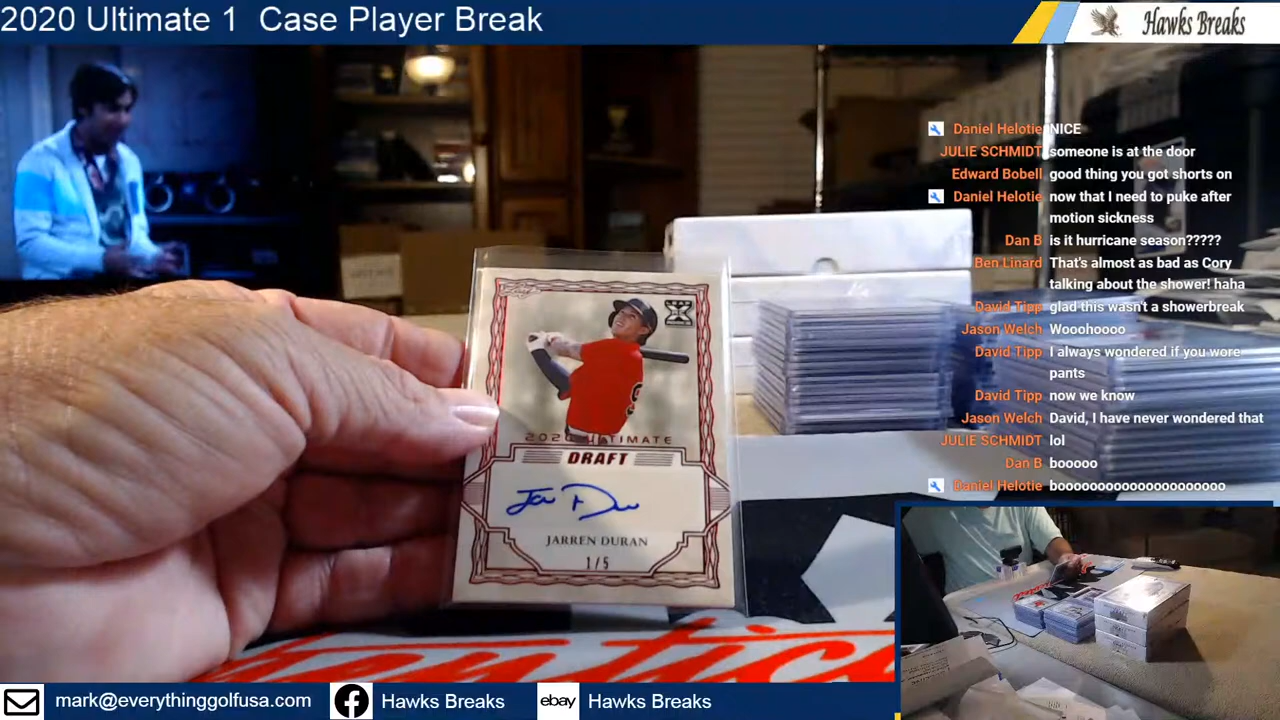 2020 Ultimate 1 Case Player Break
Hawks Breaks
Daniel Helotie NICE
JULIE SCHMIDT someone is at the door
Edward Bobell good thing you got shorts on
Daniel Helotie now that I need to puke after
motion sickness
Dan B is it hurricane season?????
Ben Linard That's almost as bad as Cory
talking about the shower! haha
David Tipp glad this wasn't a showerbreak
Jason Welch Wooohoooo
David Tipp I always wondered if you wore
pants
David Tipp now we know
Jason Welch David, I have never wondered that
JULIE SCHMIDT lol
Dan B booooo
Daniel Helotie booooooooooooooooooooo
9
2020 ULTIMATE
DRAFT
JARREN DURAN
1/5
mark@everythinggolfusa.com
Hawks Breaks
ebay
Hawks Breaks